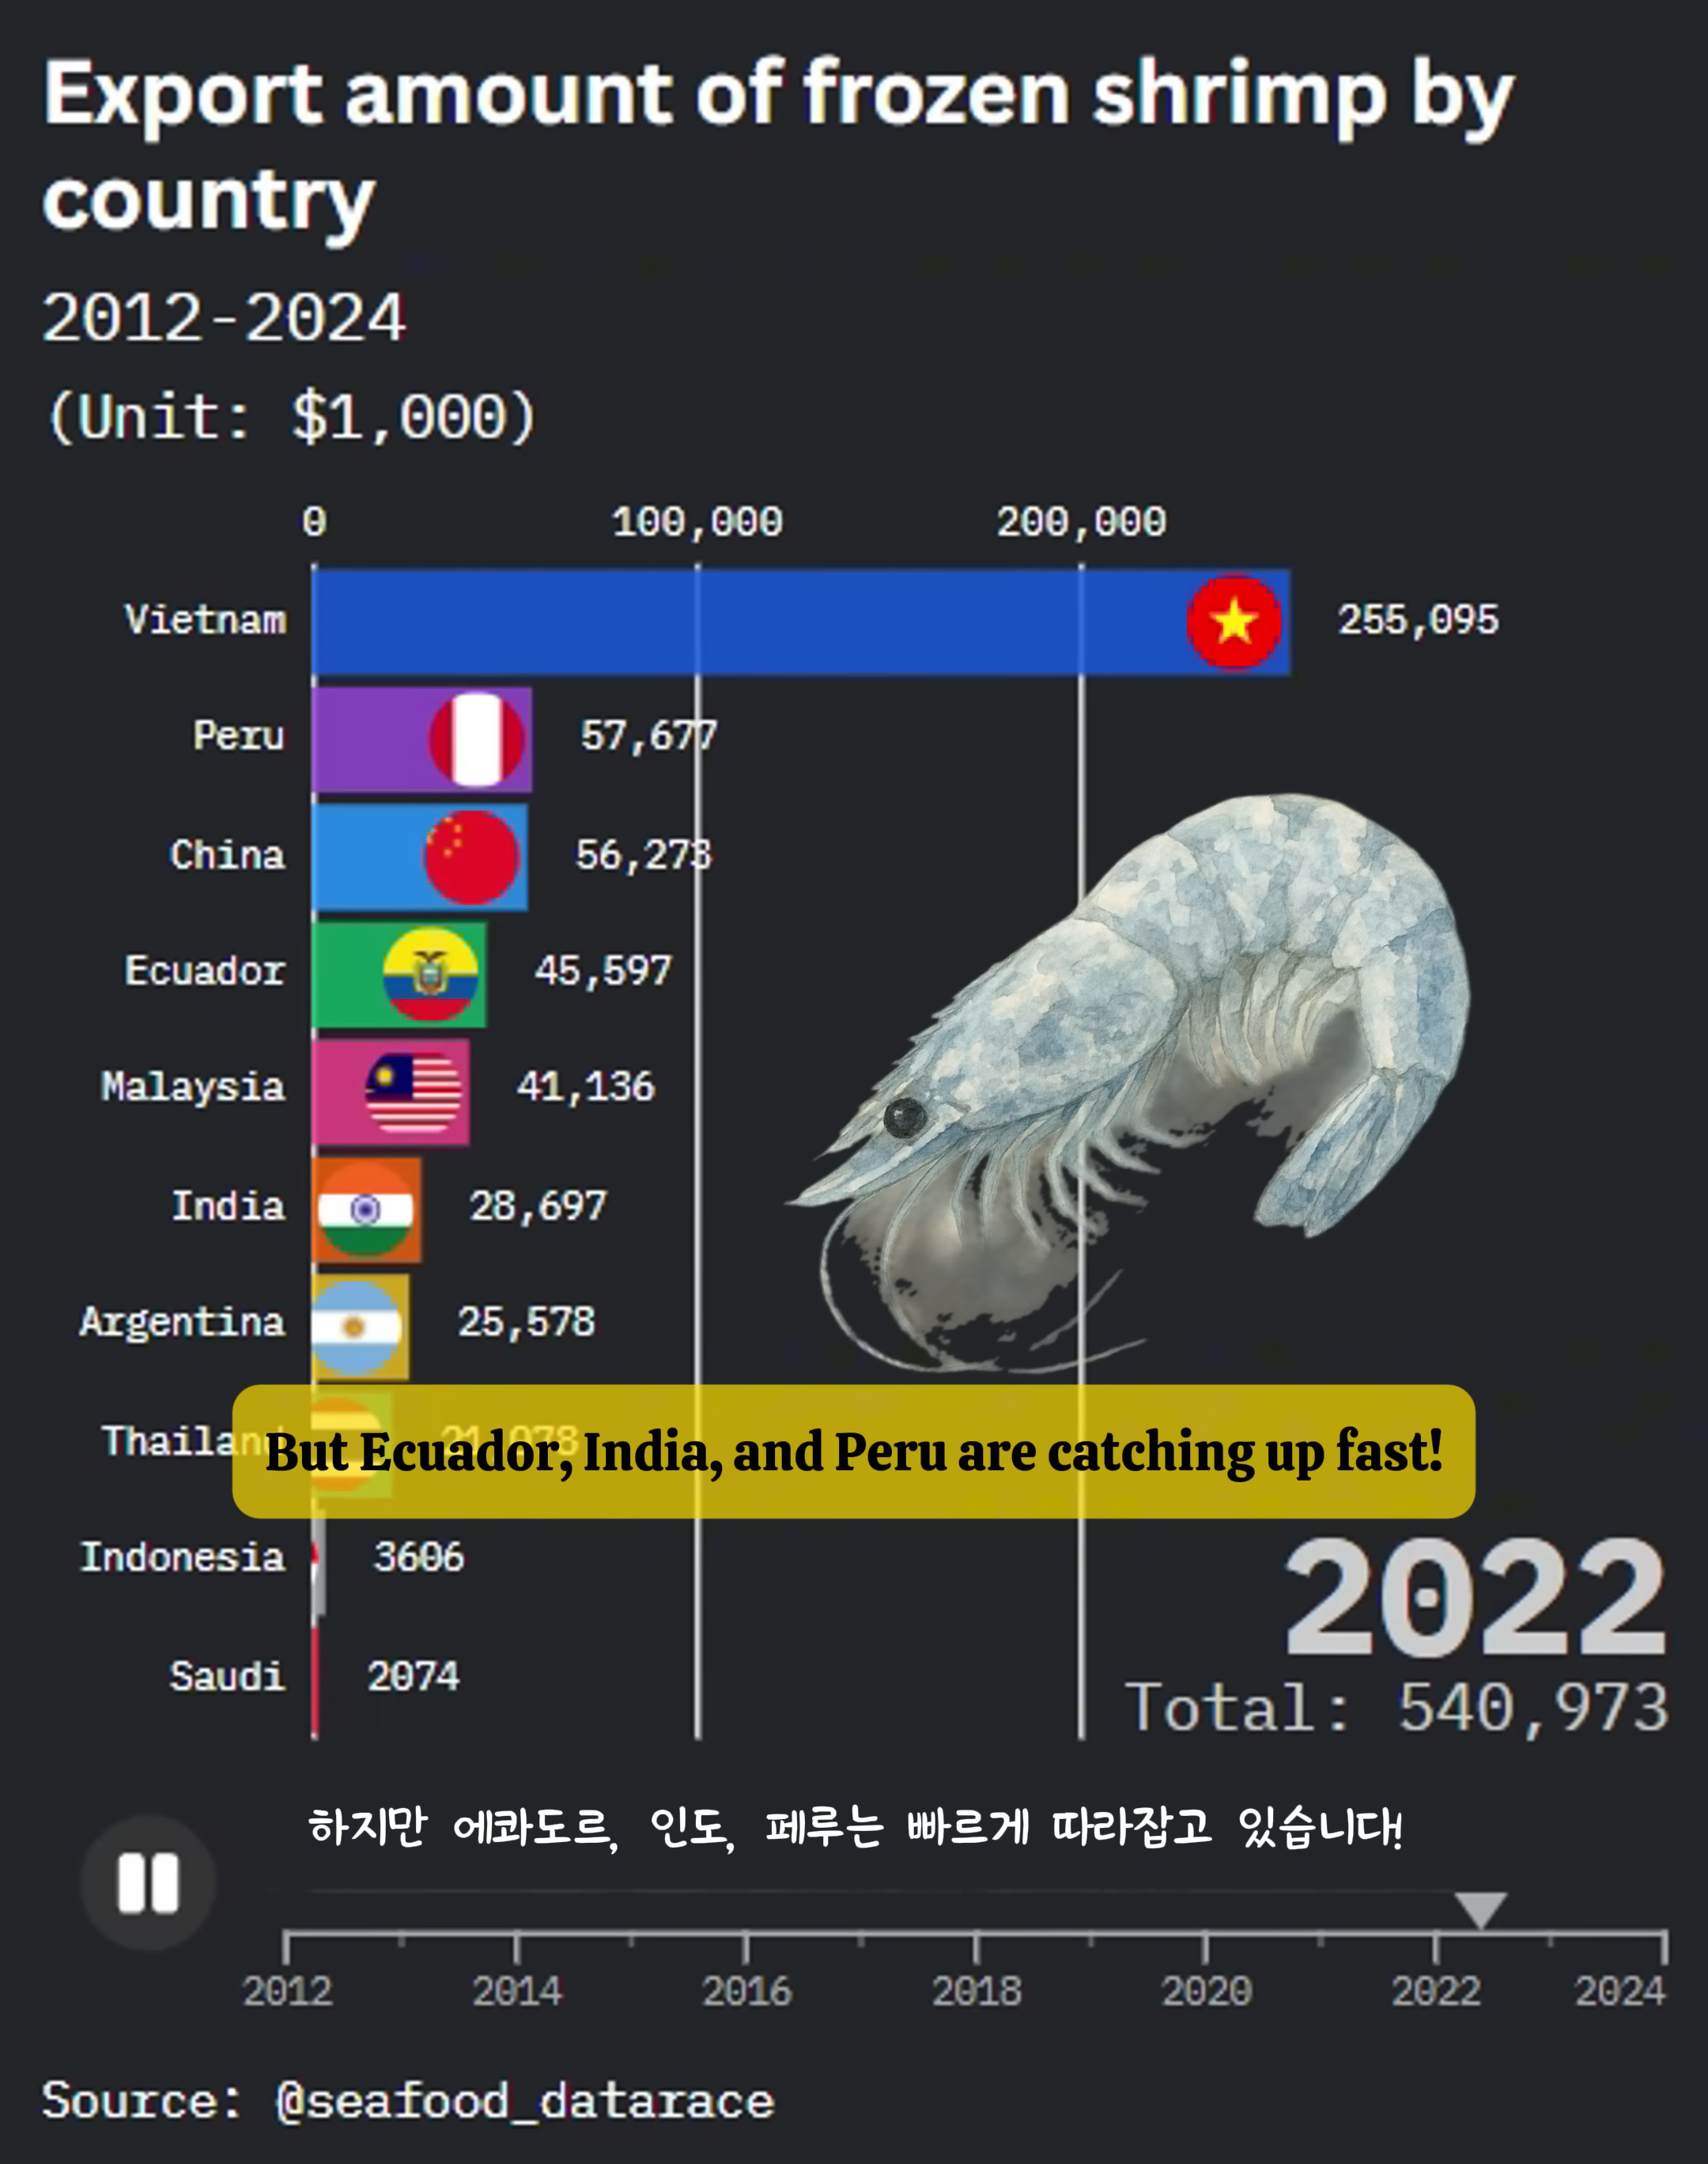 Export amount of frozen shrimp by
country
2012-2024
(Unit: $1,000)
0 100,000 200,000
Vietnam 255,095
Peru 57,677
China 56,273
Ecuador 45,597
Malaysia 41,136
India 28,697
Argentina 25,578
Thailand 21,078
But Ecuador, India, and Peru are catching up fast!
Indonesia 3606
Saudi 2074
2022
Total: 540,973
하지만 에콰도르, 인도, 페루는 빠르게 따라잡고 있습니다!
2012 2014 2016 2018 2020 2022 2024
Source: @seafood_datarace